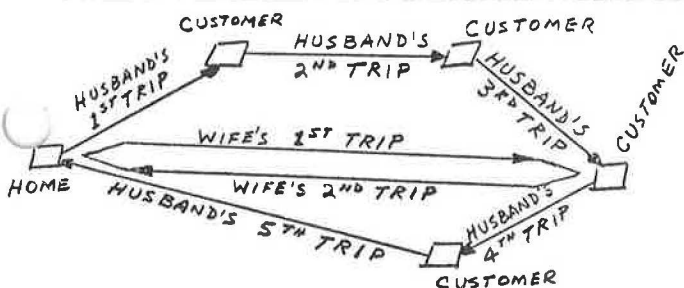 CUSTOMER
CUSTOMER
HUSBAND'S
2ND TRIP
HUSBAND'S
1ST TRIP
HUSBAND'S
3RD TRIP
CUSTOMER
WIFE'S 1ST TRIP
HOME
WIFE'S 2ND TRIP
HUSBAND'S 5TH TRIP
HUSBAND'S
4TH TRIP
CUSTOMER